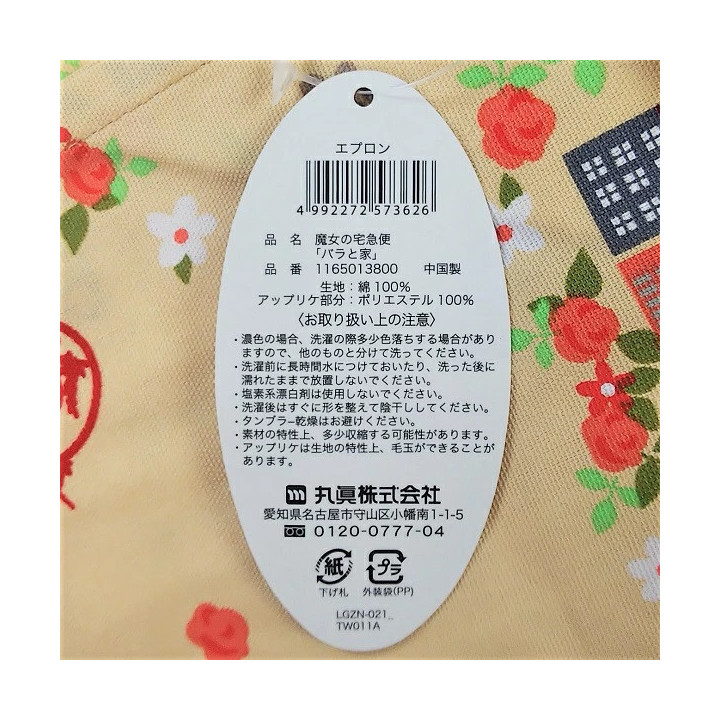 エプロン
4 992272 573626
品 名 魔女の宅急便
「バラと家」
品 番 1165013800 中国製
生地：綿100%
アップリケ部分：ポリエステル100%
〈お取り扱い上の注意〉
・濃色の場合、洗濯の際多少色落ちする場合があり
ますので、他のものと分けて洗ってください。
・洗濯前に長時間水につけておいたり、洗った後に
濡れたままで放置しないでください。
・塩素系漂白剤は使用しないでください。
・洗濯後はすぐに形を整えて陰干ししてください。
・タンブラー乾燥はお避けください。
・素材の特性上、多少収縮する可能性があります。
・アップリケは生地の特性上、毛玉ができることが
あります。
丸眞株式会社
愛知県名古屋市守山区小幡南1-1-5
0120-0777-04
紙 プラ
下げ札 外装袋(PP)
LGZN-021_
TW011A